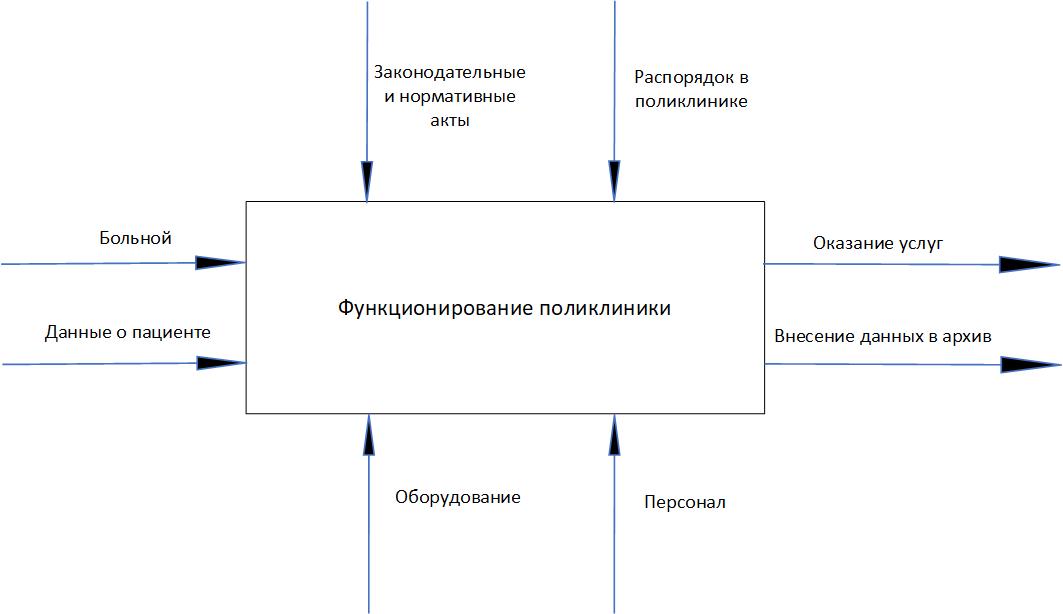 Законодательные
и нормативные
акты
Распорядок в
поликлинике
Больной
Оказание услуг
Функционирование поликлиники
Данные о пациенте
Внесение данных в архив
Оборудование
Персонал